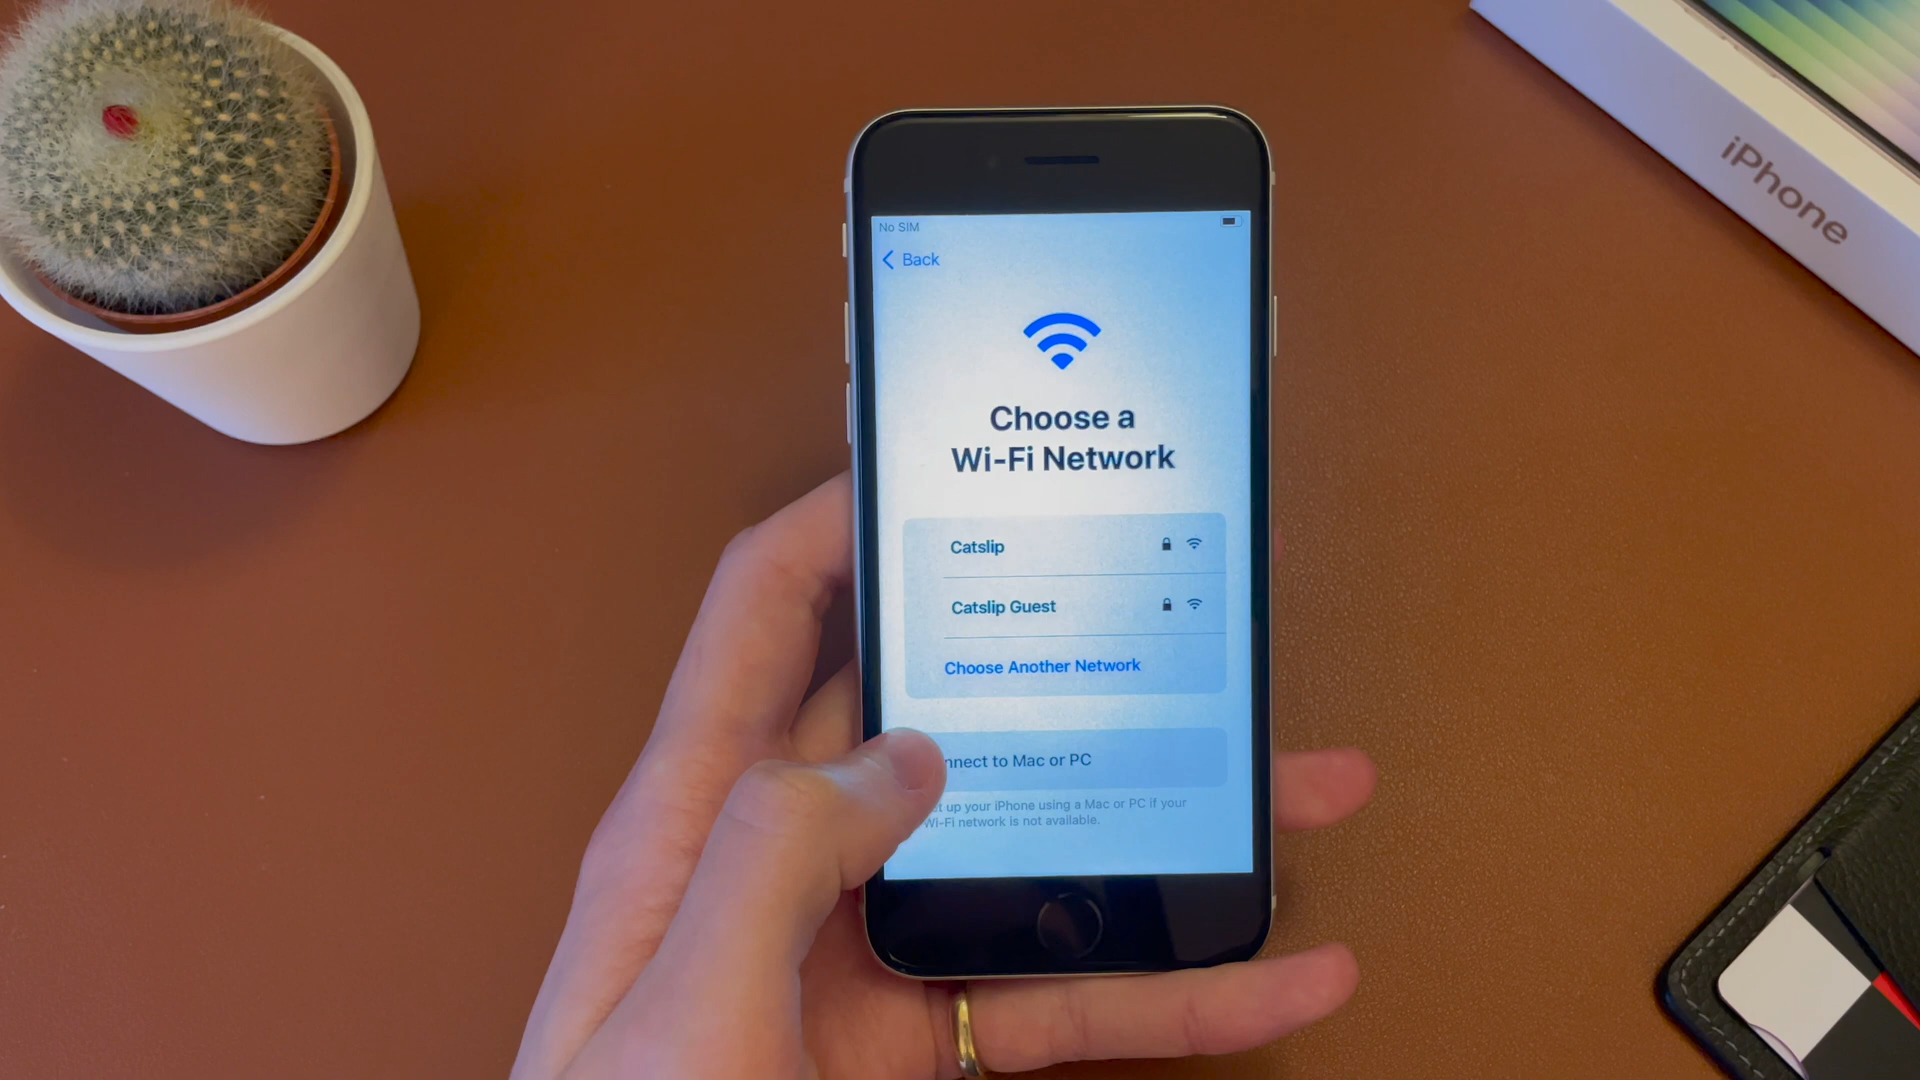 No SIM
Back
Choose a
Wi-Fi Network
Catslip
Catslip Guest
Choose Another Network
to Mac or PC
up your iPhone using a Mac or PC if your
Wi-Fi network is not available.
iPhone